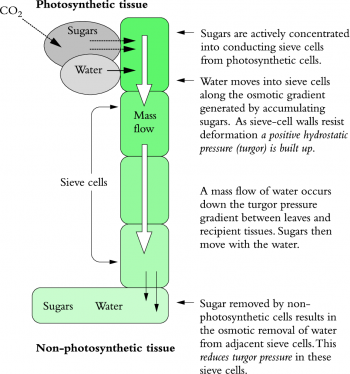 Photosynthetic tissue
CO2
Sugars
Water
Mass
flow
Sieve cells
Sugars
Water
Non-photosynthetic tissue
Sugars are actively concentrated
into conducting sieve cells
from photosynthetic cells.
Water moves into sieve cells
along the osmotic gradient
generated by accumulating
sugars. As sieve-cell walls resist
deformation a positive hydrostatic
pressure (turgor) is built up.
A mass flow of water occurs
down the turgor pressure
gradient between leaves and
recipient tissues. Sugars then
move with the water.
Sugar removed by non-
photosynthetic cells results in
the osmotic removal of water
from adjacent sieve cells. This
reduces turgor pressure in these
sieve cells.